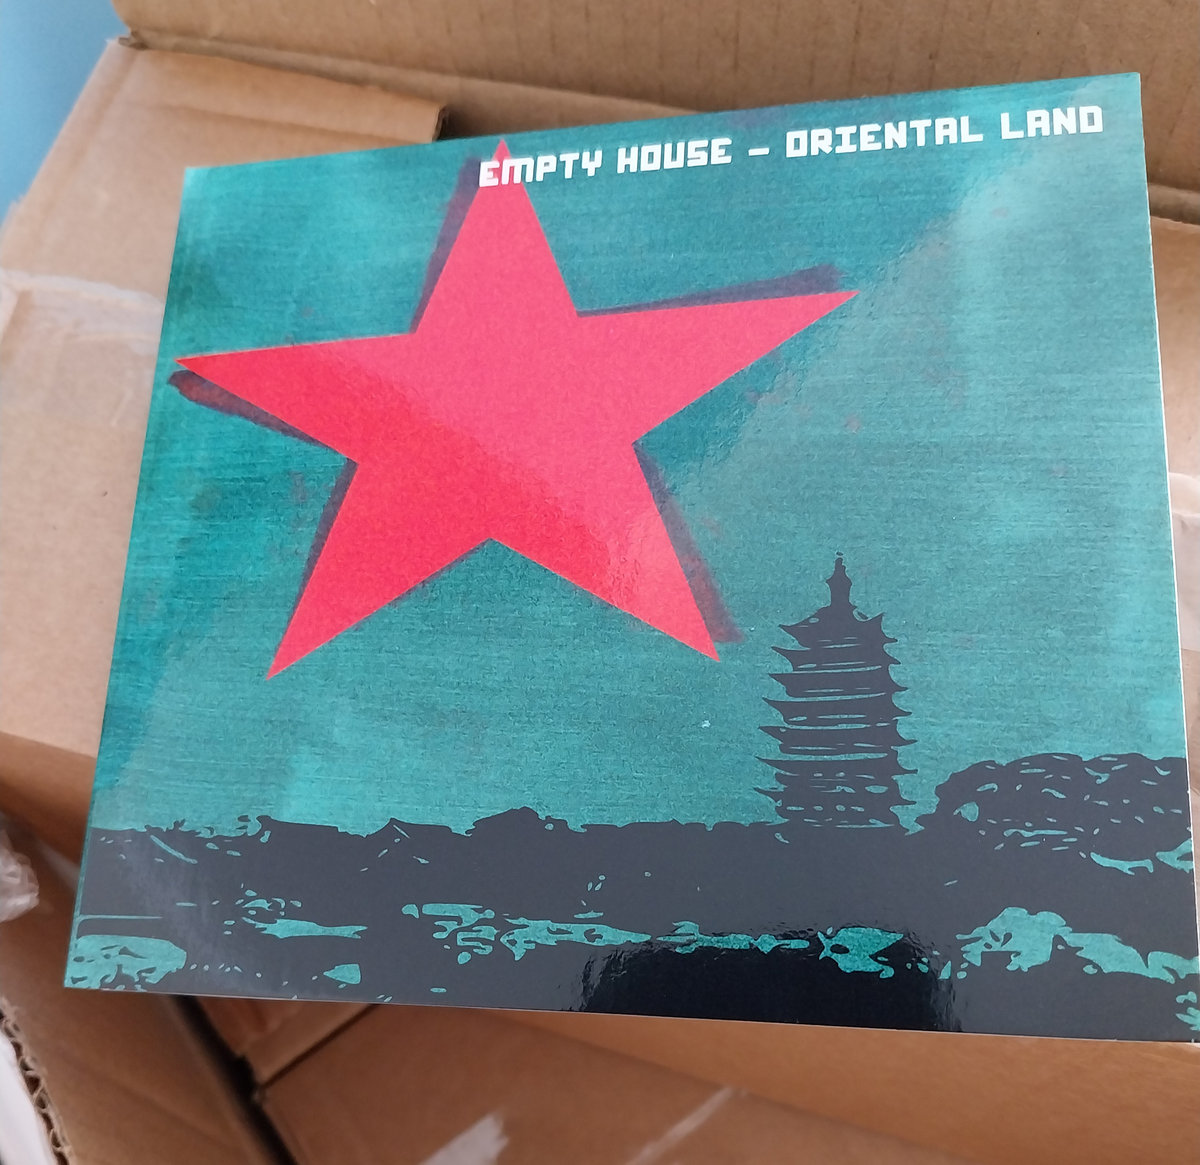 EMPTY HOUSE – ORIENTAL LAND